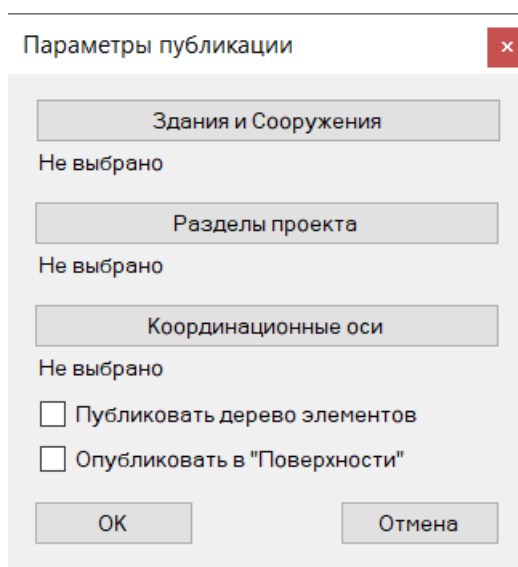 Параметры публикации
Здания и Сооружения
Не выбрано
Разделы проекта
Не выбрано
Координационные оси
Не выбрано
Публиковать дерево элементов
Опубликовать в "Поверхности"
ОК
Отмена